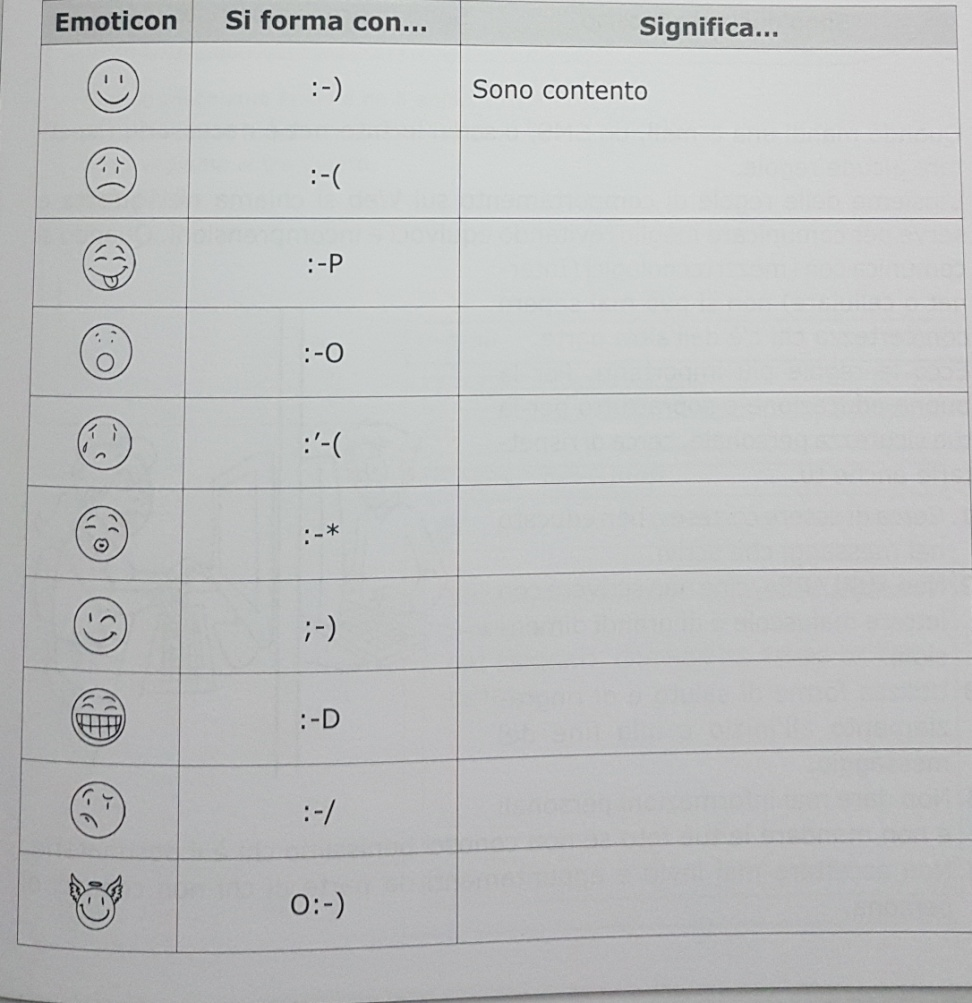 Emoticon Si forma con... Significa...
:-) Sono contento
:-(
:-P
:-O
:'-(
:-*
;-)
:-D
:-/
O:-)